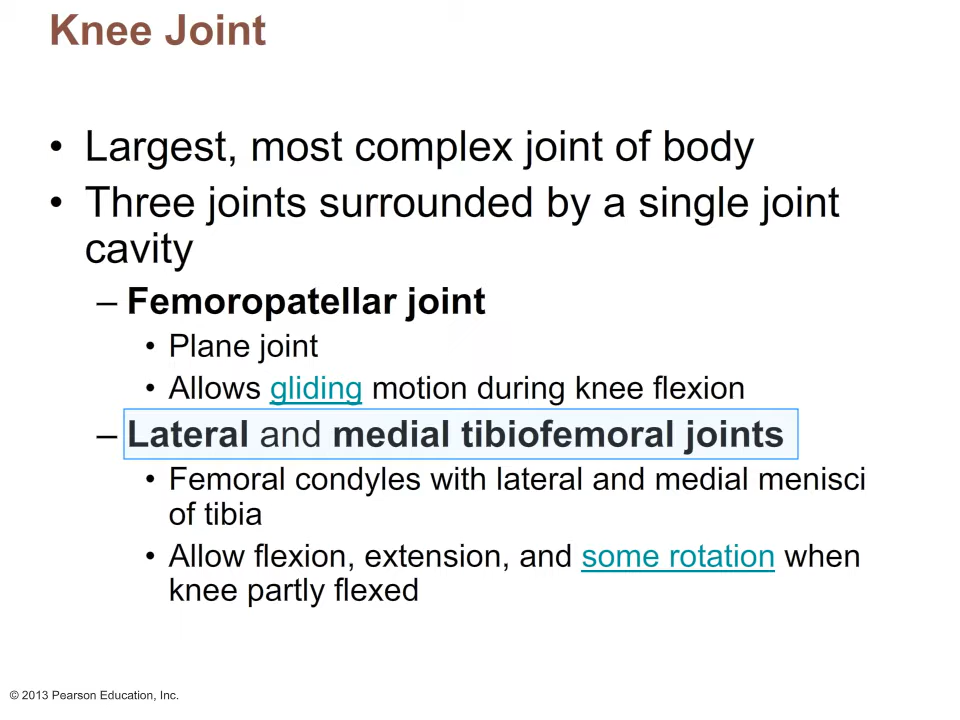 Knee Joint
• Largest, most complex joint of body
• Three joints surrounded by a single joint
cavity
– Femoropatellar joint
• Plane joint
• Allows gliding motion during knee flexion
– Lateral and medial tibiofemoral joints
• Femoral condyles with lateral and medial menisci
of tibia
• Allow flexion, extension, and some rotation when
knee partly flexed
© 2013 Pearson Education, Inc.